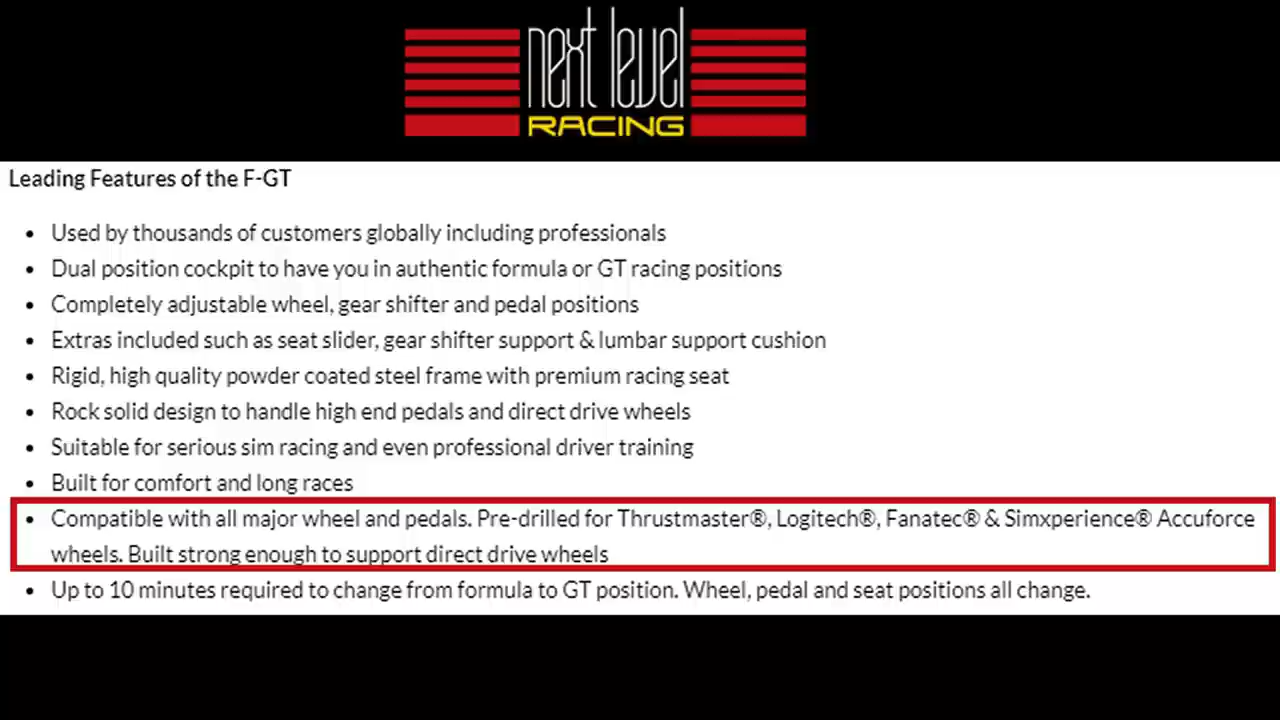 next level
RACING
Leading Features of the F-GT
• Used by thousands of customers globally including professionals
• Dual position cockpit to have you in authentic formula or GT racing positions
• Completely adjustable wheel, gear shifter and pedal positions
• Extras included such as seat slider, gear shifter support & lumbar support cushion
• Rigid, high quality powder coated steel frame with premium racing seat
• Rock solid design to handle high end pedals and direct drive wheels
• Suitable for serious sim racing and even professional driver training
• Built for comfort and long races
• Compatible with all major wheel and pedals. Pre-drilled for Thrustmaster®, Logitech®, Fanatec® & Simxperience® Accuforce
wheels. Built strong enough to support direct drive wheels
• Up to 10 minutes required to change from formula to GT position. Wheel, pedal and seat positions all change.